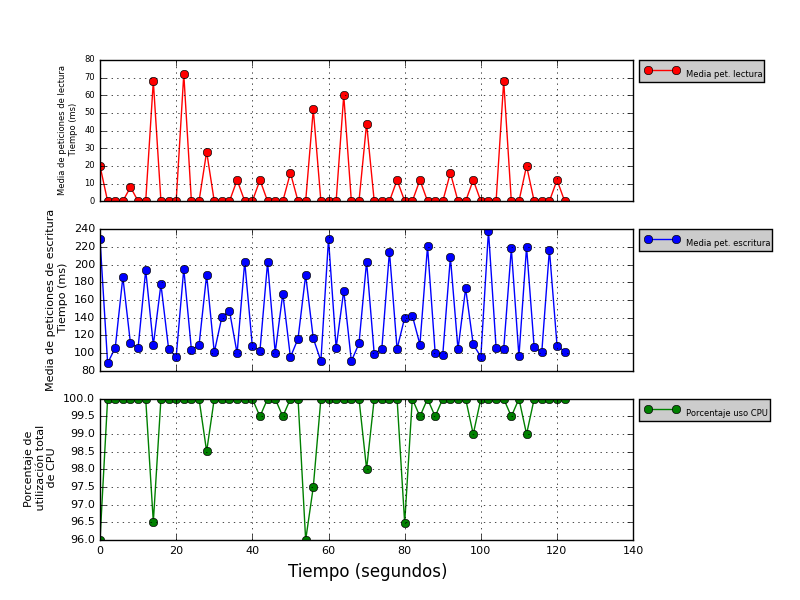 Media de peticiones de lectura
Tiempo (ms)
80
70
60
50
40
30
20
10
0
Media pet. lectura
Media de peticiones de escritura
Tiempo (ms)
240
220
200
180
160
140
120
100
80
Media pet. escritura
Porcentaje de
utilización total
de CPU
100.0
99.5
99.0
98.5
98.0
97.5
97.0
96.5
96.0
Porcentaje uso CPU
0 20 40 60 80 100 120 140
Tiempo (segundos)